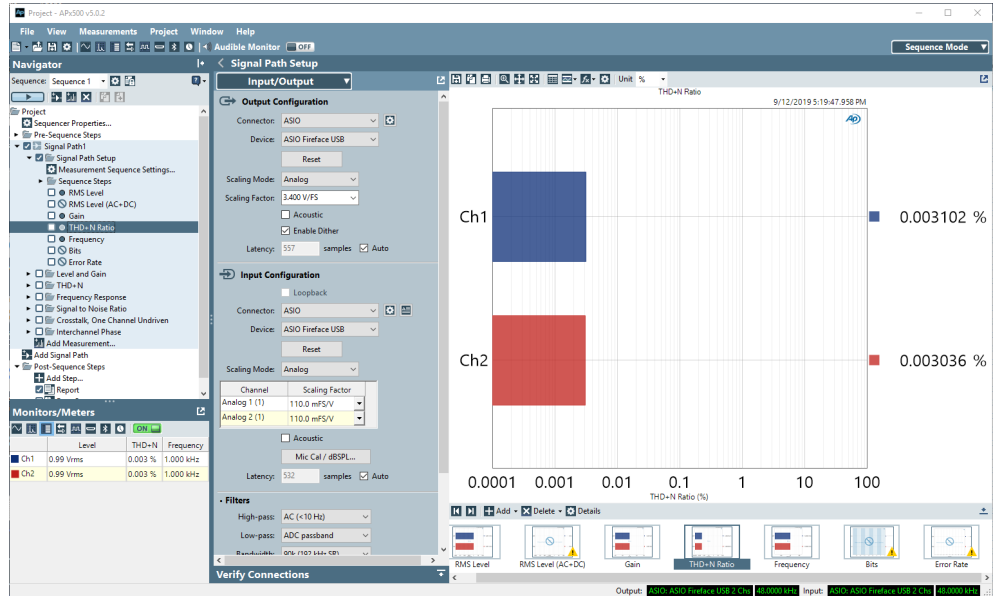 Project - APx500 v5.0.2
File View Measurements Project Window Help
Audible Monitor OFF
Sequence Mode
Navigator
Sequence: Sequence 1
Project
Sequencer Properties...
Pre-Sequence Steps
Signal Path1
Signal Path Setup
Measurement Sequence Settings...
Sequence Steps
RMS Level
RMS Level (AC+DC)
Gain
THD+N Ratio
Frequency
Bits
Error Rate
Level and Gain
THD+N
Frequency Response
Signal to Noise Ratio
Crosstalk, One Channel Undriven
Interchannel Phase
Add Measurement...
Add Signal Path
Post-Sequence Steps
Add Step...
Report
Monitors/Meters
ON
Level THD+N Frequency
Ch1 0.99 Vrms 0.003 % 1.000 kHz
Ch2 0.99 Vrms 0.003 % 1.000 kHz
Signal Path Setup
Input/Output
Output Configuration
Connector: ASIO
Device: ASIO Fireface USB
Reset
Scaling Mode: Analog
Scaling Factor: 3.400 V/FS
Acoustic
Enable Dither
Latency: 557 samples Auto
Input Configuration
Loopback
Connector: ASIO
Device: ASIO Fireface USB
Reset
Scaling Mode: Analog
Channel Scaling Factor
Analog 1 (1) 110.0 mFS/V
Analog 2 (1) 110.0 mFS/V
Acoustic
Mic Cal / dBSPL...
Latency: 532 samples Auto
Filters
High-pass: AC (<10 Hz)
Low-pass: ADC passband
Bandwidth: 90k (192 kHz SR)
Verify Connections
Unit %
THD+N Ratio
9/12/2019 5:19:47.958 PM
AP
Ch1 0.003102 %
Ch2 0.003036 %
0.0001 0.001 0.01 0.1 1 10 100
THD+N Ratio (%)
Add Delete Details
RMS Level RMS Level (AC+DC) Gain THD+N Ratio Frequency Bits Error Rate
Output: ASIO: ASIO Fireface USB 2 Chs 48.0000 kHz Input: ASIO: ASIO Fireface USB 2 Chs 48.0000 kHz